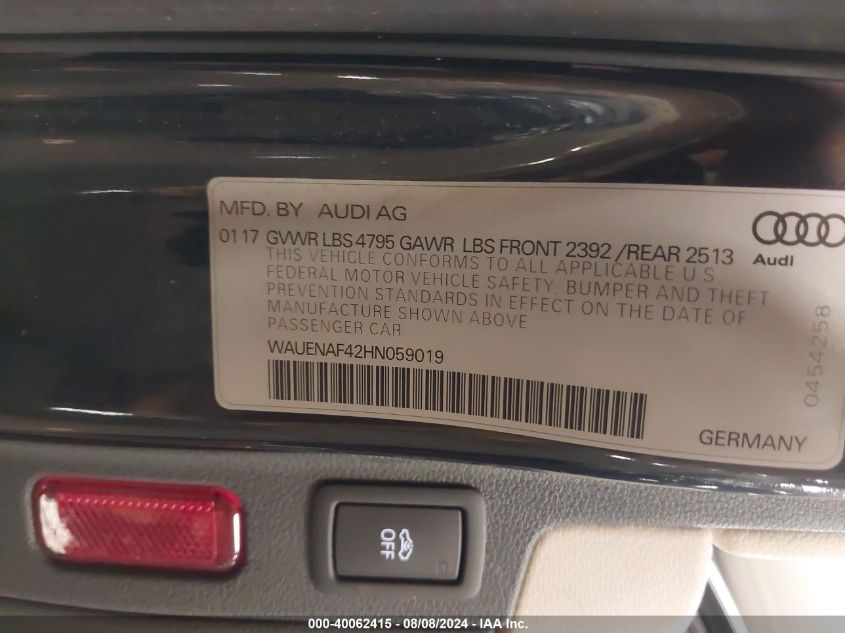 MFD. BY AUDI AG
01 17 GVWR LBS 4795 GAWR LBS FRONT 2392 /REAR 2513
THIS VEHICLE CONFORMS TO ALL APPLICABLE U S
FEDERAL MOTOR VEHICLE SAFETY, BUMPER AND THEFT
PREVENTION STANDARDS IN EFFECT ON THE DATE OF
MANUFACTURE SHOWN ABOVE
PASSENGER CAR
WAUENAF42HN059019
Audi
0454258
GERMANY
OFF
000-40062415 - 08/08/2024 - IAA Inc.